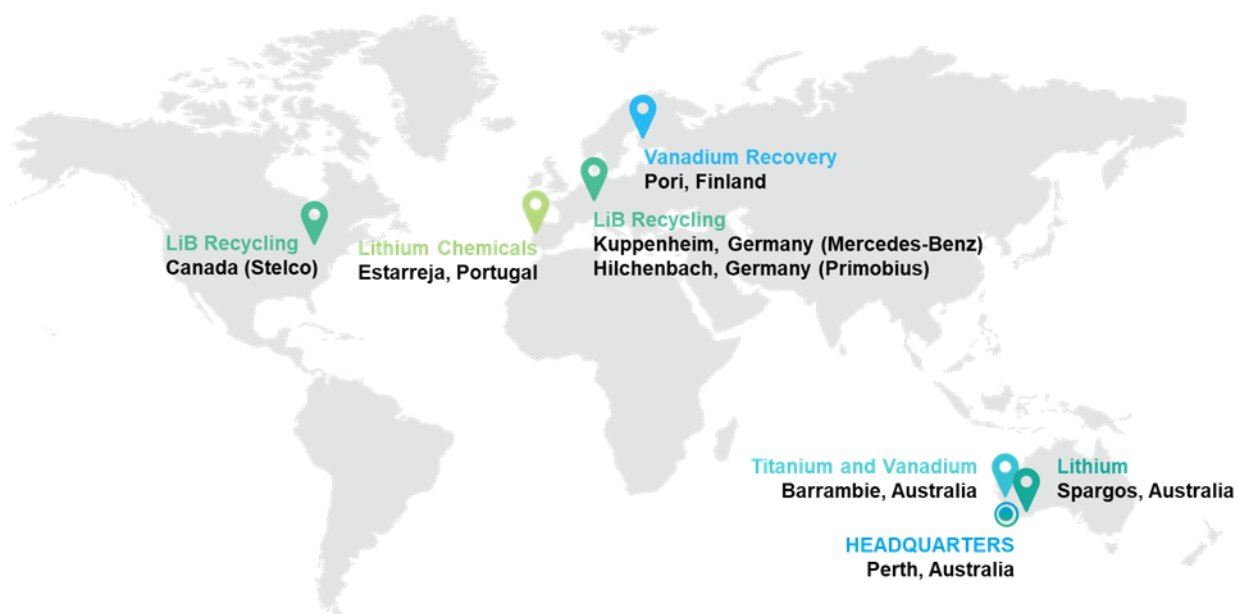 Vanadium Recovery
Pori, Finland
LiB Recycling
Kuppenheim, Germany (Mercedes-Benz)
Hilchenbach, Germany (Primobius)
LiB Recycling
Canada (Stelco)
Lithium Chemicals
Estarreja, Portugal
Titanium and Vanadium
Barrambie, Australia
Lithium
Spargos, Australia
HEADQUARTERS
Perth, Australia